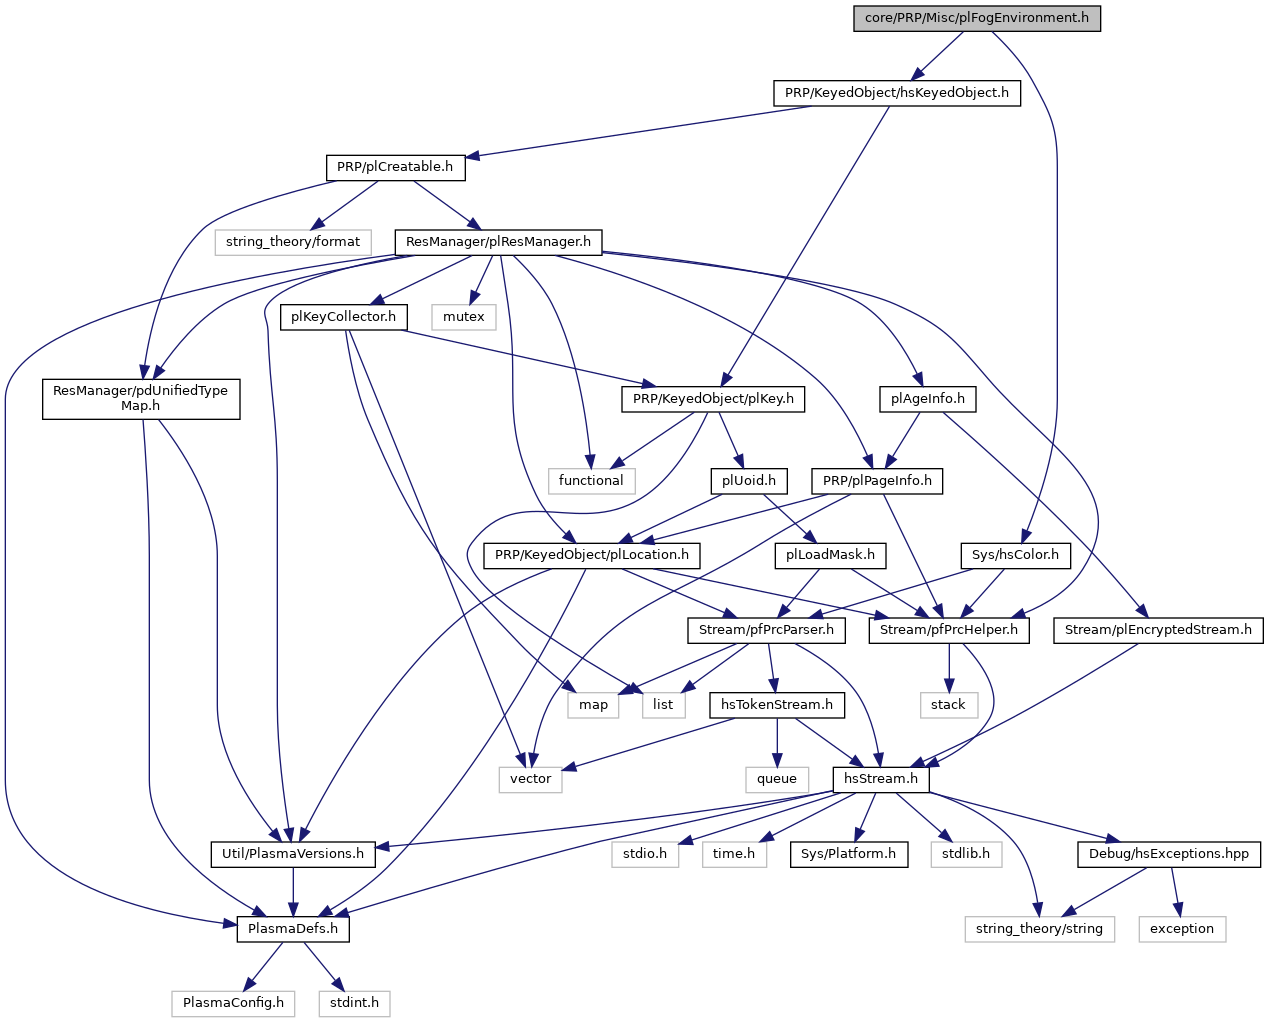 core/PRP/Misc/plFogEnvironment.h
PRP/KeyedObject/hsKeyedObject.h
PRP/plCreatable.h
string_theory/format
ResManager/plResManager.h
plKeyCollector.h
mutex
ResManager/pdUnifiedType
Map.h
PRP/KeyedObject/plKey.h
plAgeInfo.h
functional
plUoid.h
PRP/plPageInfo.h
PRP/KeyedObject/plLocation.h
plLoadMask.h
Sys/hsColor.h
Stream/pfPrcParser.h
Stream/pfPrcHelper.h
Stream/plEncryptedStream.h
map
list
hsTokenStream.h
stack
vector
queue
hsStream.h
Util/PlasmaVersions.h
stdio.h
time.h
Sys/Platform.h
stdlib.h
Debug/hsExceptions.hpp
PlasmaDefs.h
string_theory/string
exception
PlasmaConfig.h
stdint.h